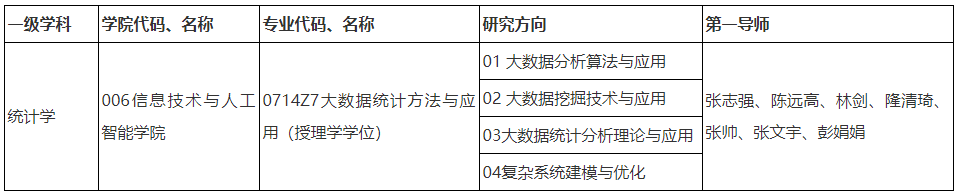 一级学科 学院代码、名称 专业代码、名称 研究方向 第一导师
统计学
006信息技术与人工
智能学院
0714Z7大数据统计方法与应
用（授理学学位）
01 大数据分析算法与应用
02 大数据挖掘技术与应用
03大数据统计分析理论与应用
04复杂系统建模与优化
张志强、陈远高、林剑、隆清琦、
张帅、张文宇、彭娟娟